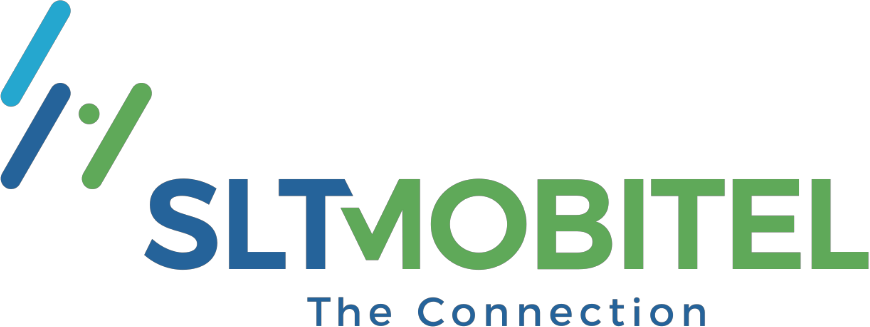 SLTMOBITEL
The Connection